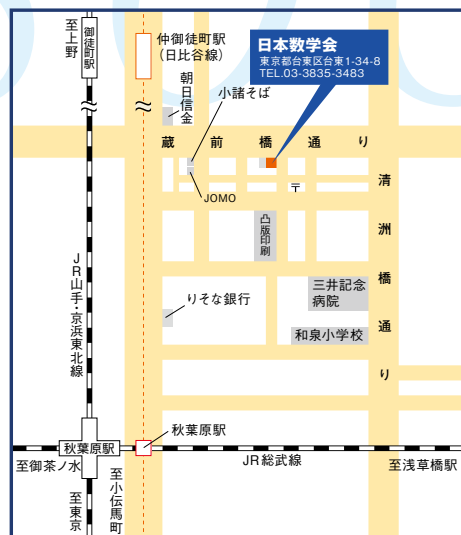 至上野
御徒町駅
仲御徒町駅
(日比谷線)
日本数学会
東京都台東区台東1-34-8
TEL.03-3835-3483
朝日信金
小諸そば
蔵前橋通り
JOMO
〒
清洲橋通り
凸版印刷
JR山手・京浜東北線
三井記念
病院
りそな銀行
和泉小学校
秋葉原駅
秋葉原駅
至御茶ノ水
JR総武線
至浅草橋駅
至東京
至小伝馬町